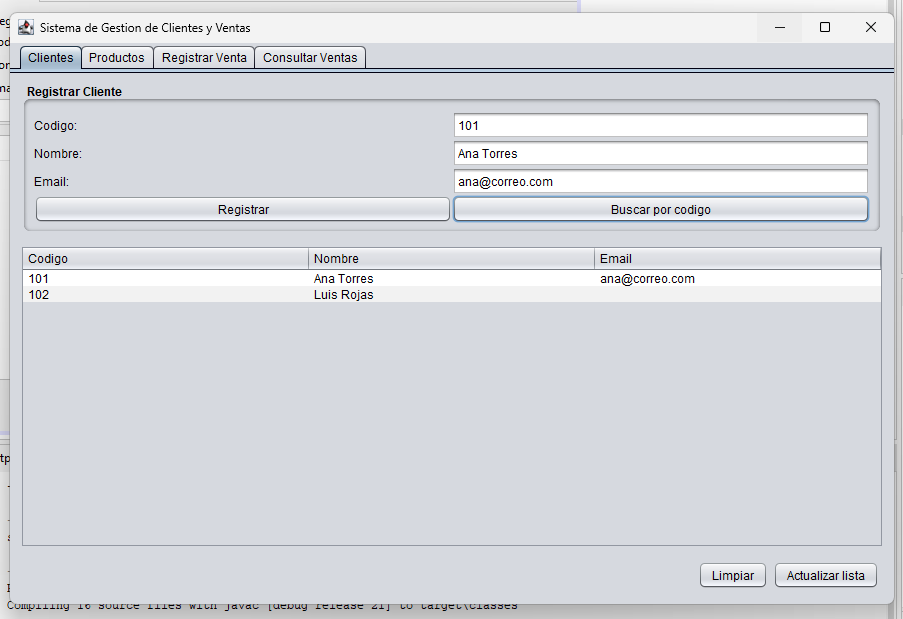 Sistema de Gestion de Clientes y Ventas
Clientes Productos Registrar Venta Consultar Ventas
Registrar Cliente
Codigo: 101
Nombre: Ana Torres
Email: ana@correo.com
Registrar Buscar por codigo
Codigo Nombre Email
101 Ana Torres ana@correo.com
102 Luis Rojas
Limpiar Actualizar lista
Compiling 16 source files with javac [debug release 21] to target\classes